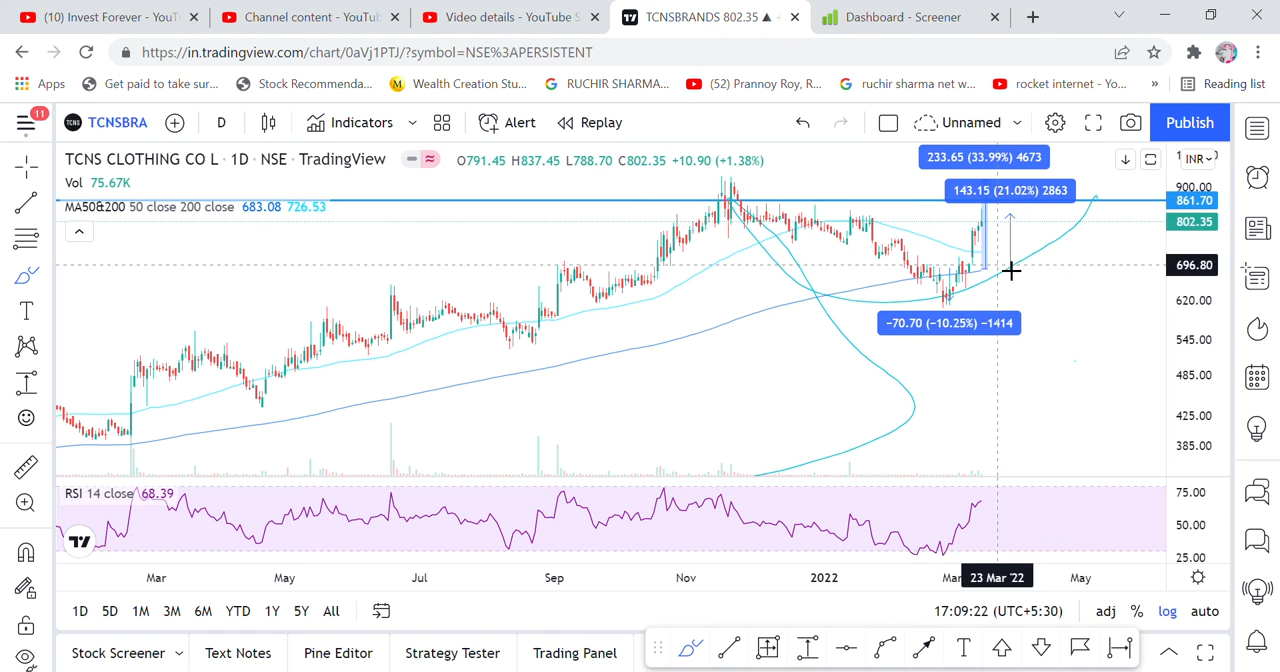 (10) Invest Forever - YouT
Channel content - YouTub
Video details - YouTube S
TCNSBRANDS 802.35 ▲
Dashboard - Screener
https://in.tradingview.com/chart/0aVj1PTJ/?symbol=NSE%3APERSISTENT
Apps
Get paid to take sur...
Stock Recommenda...
Wealth Creation Stu...
RUCHIR SHARMA...
(52) Prannoy Roy, R...
ruchir sharma net w...
rocket internet - Yo...
»
Reading list
11
TCNSBRA
D
Indicators
Alert
Replay
Unnamed
Publish
TCNS CLOTHING CO L · 1D · NSE · TradingView
O791.45 H837.45 L788.70 C802.35 +10.90 (+1.38%)
Vol 75.67K
MA50&200 50 close 200 close 683.08 726.53
233.65 (33.99%) 4673
143.15 (21.02%) 2863
−70.70 (−10.25%) −1414
INR
900.00
861.70
802.35
696.80
620.00
545.00
485.00
425.00
385.00
RSI 14 close 68.39
75.00
50.00
25.00
Mar
May
Jul
Sep
Nov
2022
Mar
23 Mar '22
May
1D 5D 1M 3M 6M YTD 1Y 5Y All
17:09:22 (UTC+5:30)
adj % log auto
Stock Screener
Text Notes
Pine Editor
Strategy Tester
Trading Panel